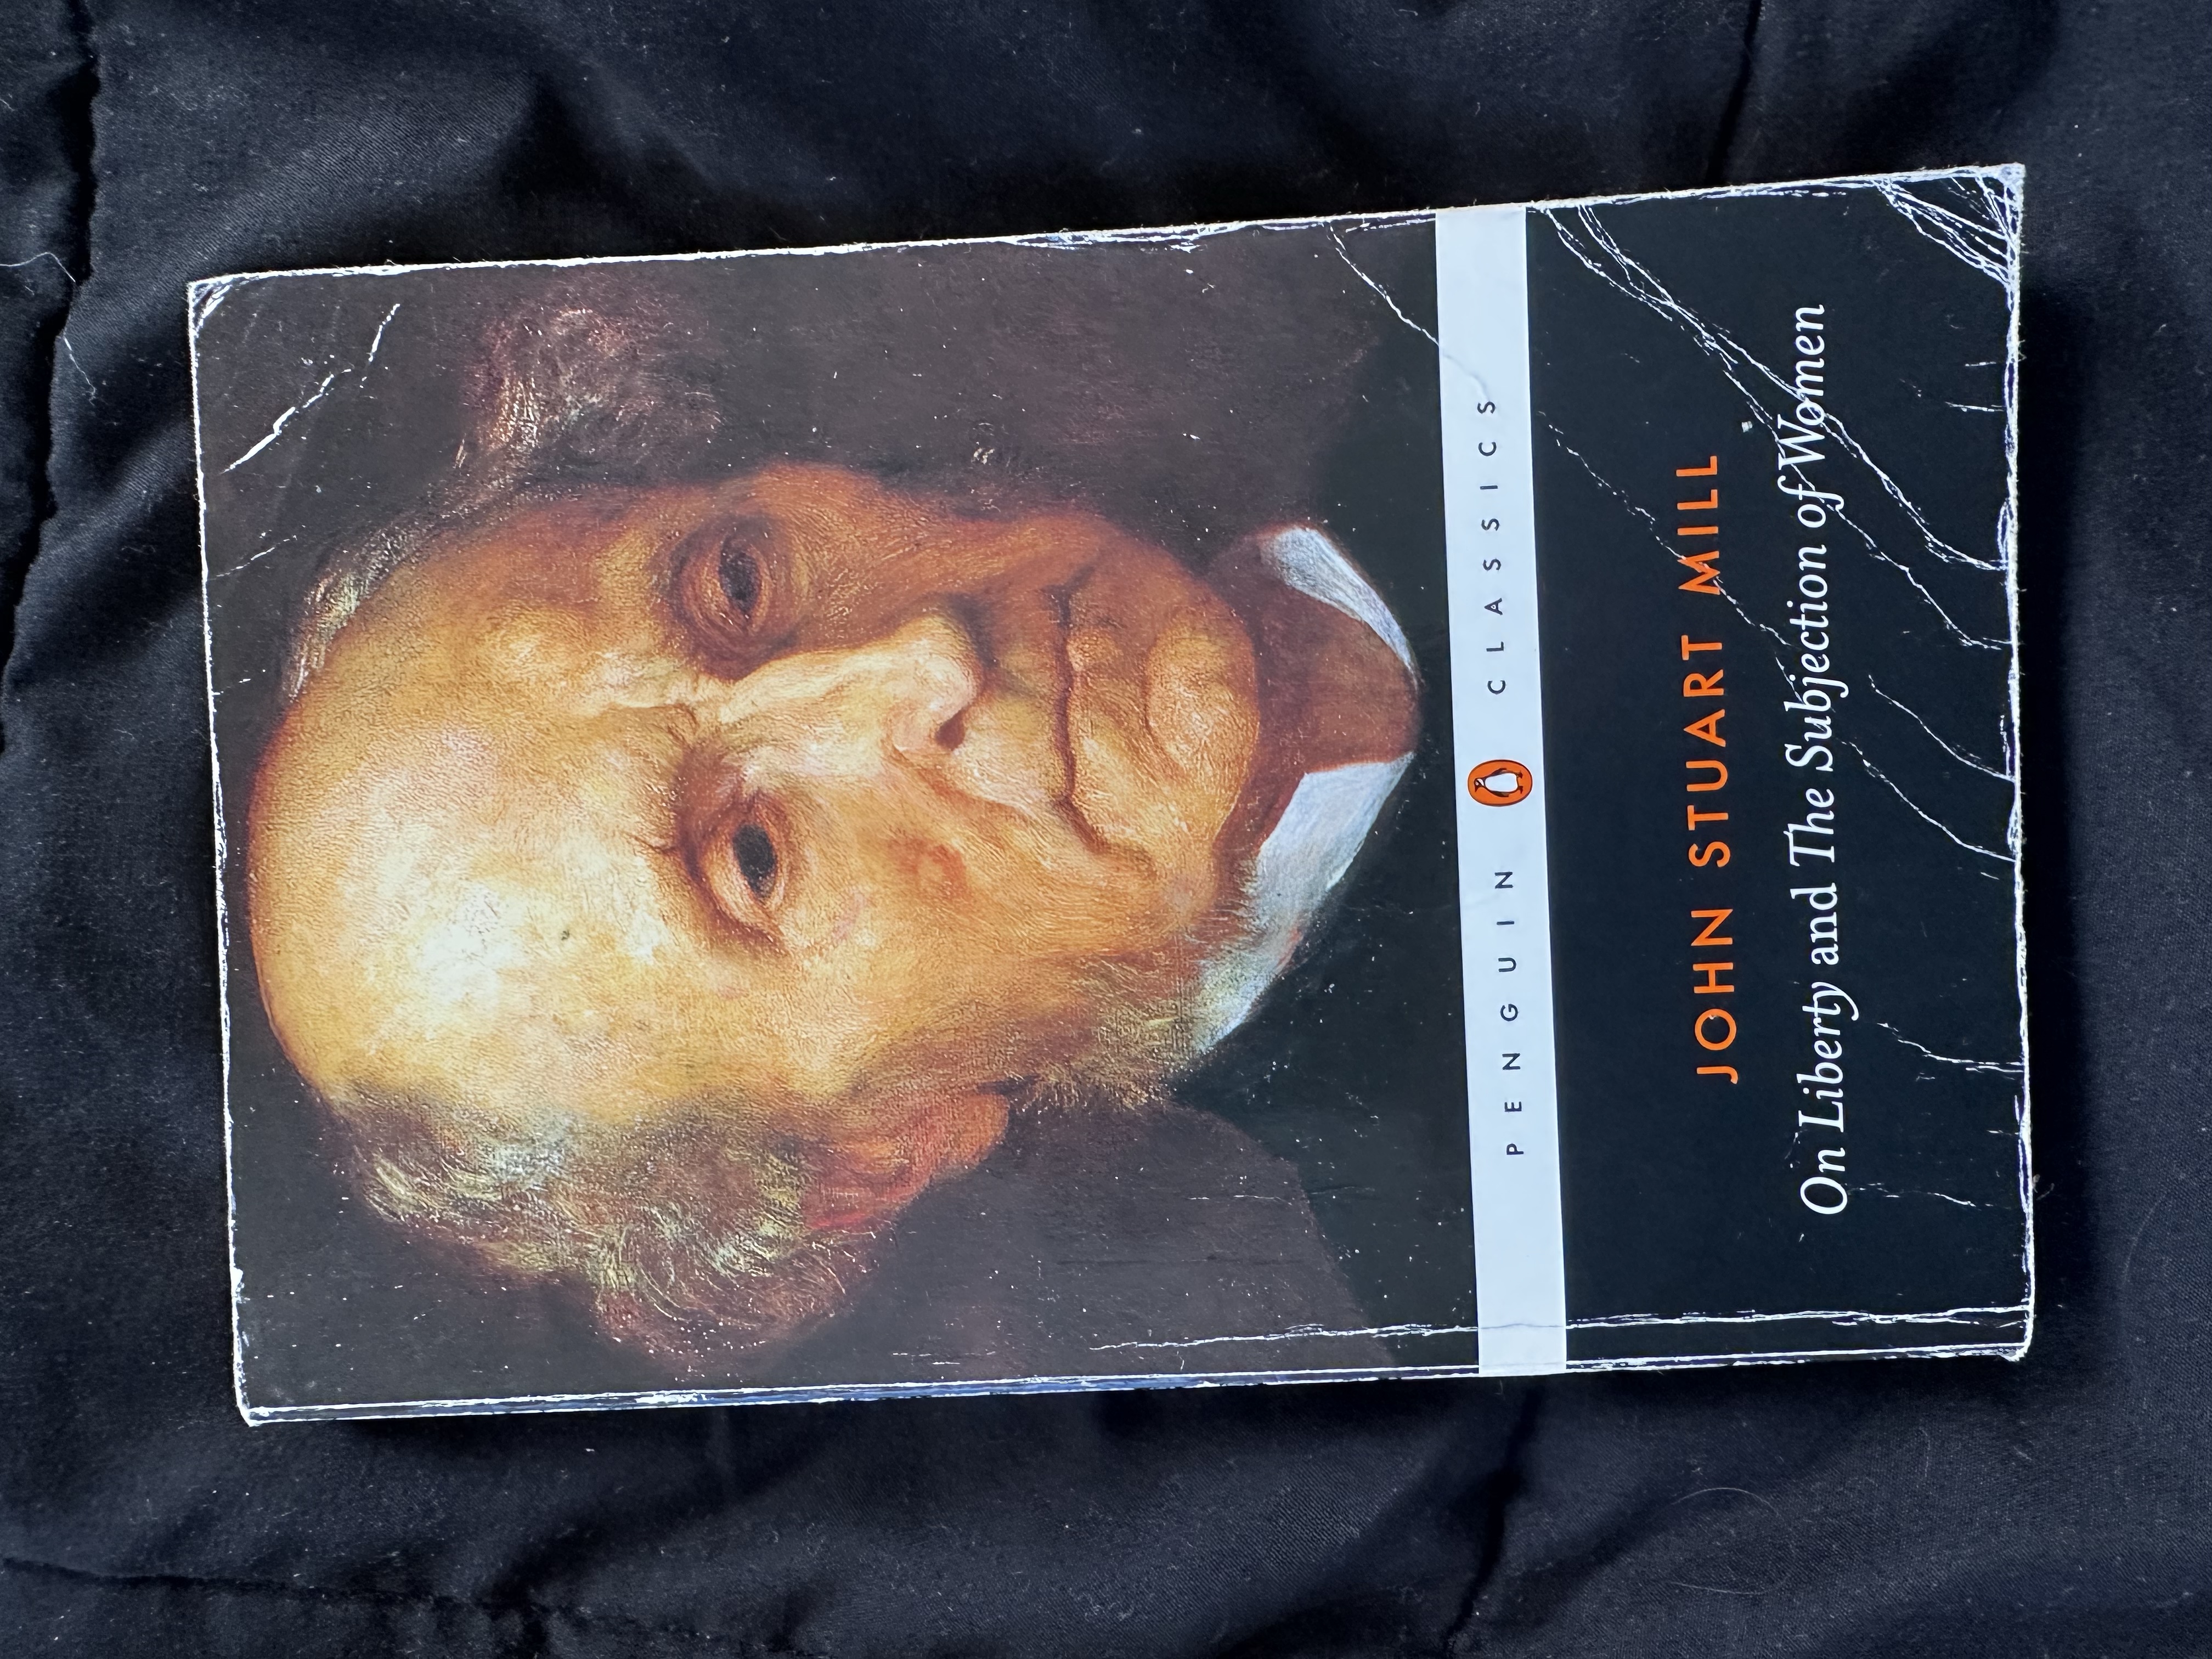 PENGUIN CLASSICS
JOHN STUART MILL
On Liberty and The Subjection of Women